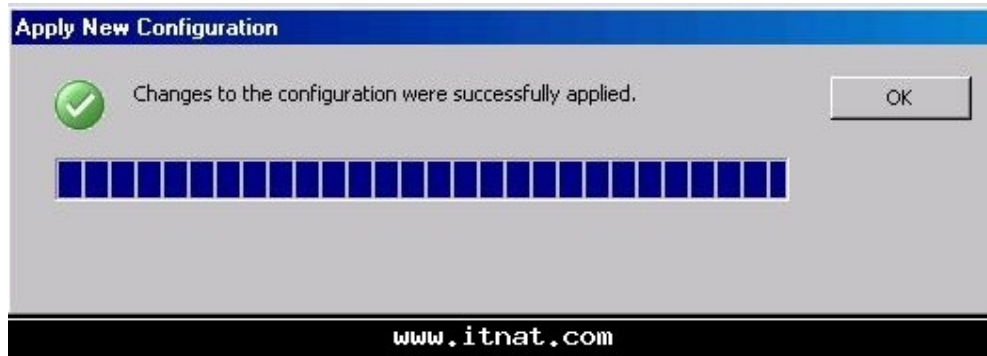 Apply New Configuration
Changes to the configuration were successfully applied.
OK
www.itnat.com